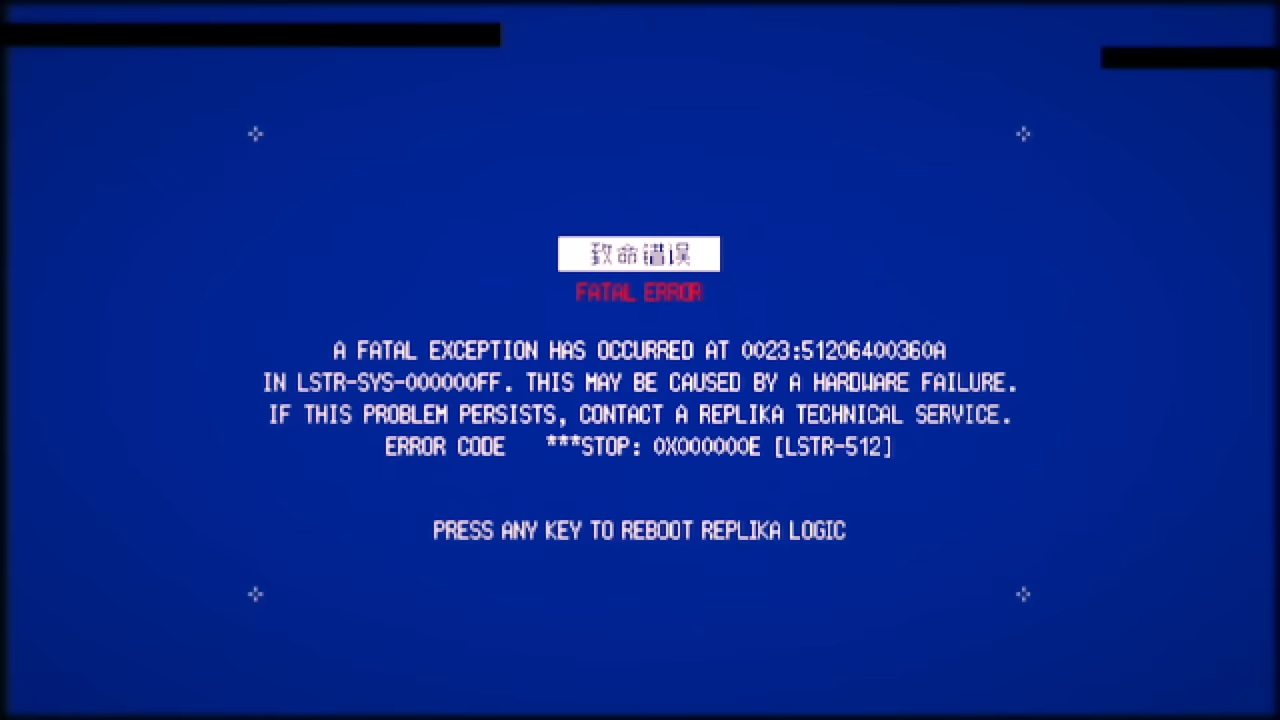 致命错误
FATAL ERROR
A FATAL EXCEPTION HAS OCCURRED AT 0023:51206400360A
IN LSTR-SYS-000000FF. THIS MAY BE CAUSED BY A HARDWARE FAILURE.
IF THIS PROBLEM PERSISTS, CONTACT A REPLIKA TECHNICAL SERVICE.
ERROR CODE ***STOP: 0X000000E [LSTR-512]
PRESS ANY KEY TO REBOOT REPLIKA LOGIC